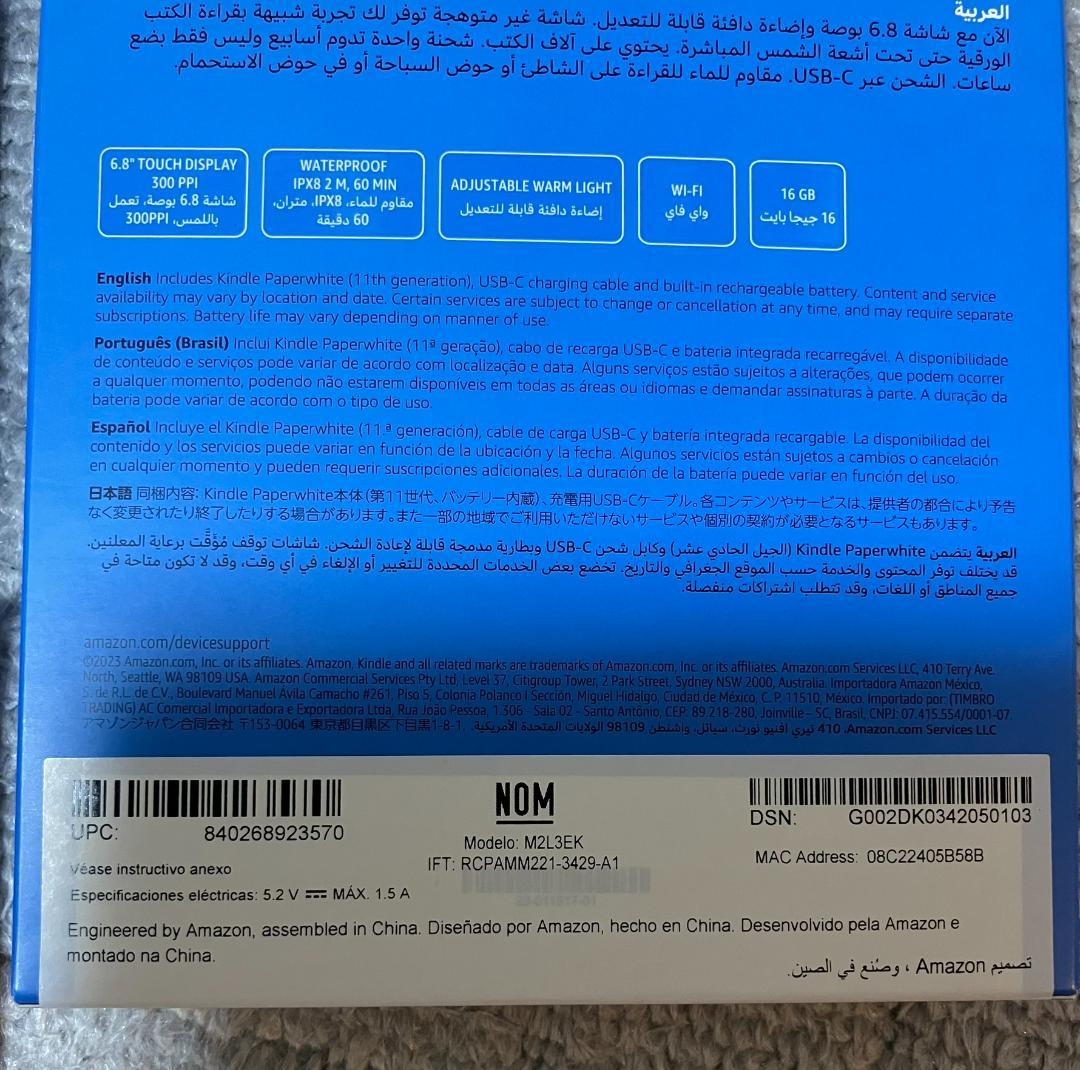 العربية
الآن مع شاشة 6.8 بوصة وإضاءة دافئة قابلة للتعديل. شاشة غير متوهجة توفر لك تجربة شبيهة بقراءة الكتب
الورقية حتى تحت أشعة الشمس المباشرة. يحتوي على آلاف الكتب. شحنة واحدة تدوم أسابيع وليس فقط بضع
ساعات. الشحن عبر USB-C. مقاوم للماء للقراءة على الشاطئ أو حوض السباحة أو في حوض الاستحمام.
6.8" TOUCH DISPLAY
300 PPI
شاشة 6.8 بوصة، تعمل
باللمس، 300PPI
WATERPROOF
IPX8 2 M, 60 MIN
مقاوم للماء، IPX8، متران،
60 دقيقة
ADJUSTABLE WARM LIGHT
إضاءة دافئة قابلة للتعديل
WI-FI
واي فاي
16 GB
16 جيجا بايت
English Includes Kindle Paperwhite (11th generation), USB-C charging cable and built-in rechargeable battery. Content and service
availability may vary by location and date. Certain services are subject to change or cancellation at any time, and may require separate
subscriptions. Battery life may vary depending on manner of use.
Português (Brasil) Inclui Kindle Paperwhite (11ª geração), cabo de recarga USB-C e bateria integrada recarregável. A disponibilidade
de conteúdo e serviços pode variar de acordo com localização e data. Alguns serviços estão sujeitos a alterações, que podem ocorrer
a qualquer momento, podendo não estarem disponíveis em todas as áreas ou idiomas e demandar assinaturas à parte. A duração da
bateria pode variar de acordo com o tipo de uso.
Español Incluye el Kindle Paperwhite (11.ª generación), cable de carga USB-C y batería integrada recargable. La disponibilidad del
contenido y los servicios puede variar en función de la ubicación y la fecha. Algunos servicios están sujetos a cambios o cancelación
en cualquier momento y pueden requerir suscripciones adicionales. La duración de la batería puede variar en función del uso.
日本語 同梱内容: Kindle Paperwhite本体(第11世代、バッテリー内蔵)、充電用USB-Cケーブル。各コンテンツやサービスは、提供者の都合により予告
なく変更されたり終了したりする場合があります。また一部の地域でご利用いただけないサービスや個別の契約が必要となるサービスもあります。
العربية يتضمن Kindle Paperwhite (الجيل الحادي عشر) وكابل شحن USB-C وبطارية مدمجة قابلة لإعادة الشحن. شاشات توقف مُؤقَّت برعاية المعلنين.
قد يختلف توفر المحتوى والخدمة حسب الموقع الجغرافي والتاريخ. تخضع بعض الخدمات المحددة للتغيير أو الإلغاء في أي وقت، وقد لا تكون متاحة في
جميع المناطق أو اللغات، وقد تتطلب اشتراكات منفصلة.
amazon.com/devicesupport
©2023 Amazon.com, Inc. or its affiliates. Amazon, Kindle and all related marks are trademarks of Amazon.com, Inc. or its affiliates. Amazon.com Services LLC, 410 Terry Ave.
North, Seattle, WA 98109 USA. Amazon Commercial Services Pty Ltd, Level 37, Citigroup Tower, 2 Park Street, Sydney NSW 2000, Australia. Importadora Amazon México,
S. de R.L. de C.V., Boulevard Manuel Ávila Camacho #261, Piso 5, Colonia Polanco I Sección, Miguel Hidalgo, Ciudad de México, C. P. 11510, México. Importado por: (TIMBRO
TRADING) AC Comercial Importadora e Exportadora Ltda, Rua João Pessoa, 1.306 - Sala 02 - Santo Antônio, CEP: 89.218-280, Joinville – SC, Brasil, CNPJ: 07.415.554/0001-07.
アマゾンジャパン合同会社 〒153-0064 東京都目黒区下目黒1-8-1. Amazon.com Services LLC، 410 تيري أفنيو نورث، سياتل، واشنطن 98109 الولايات المتحدة الأمريكية.
UPC: 840268923570
Véase instructivo anexo
Especificaciones eléctricas: 5.2 V ⎓ MÁX. 1.5 A
NOM
Modelo: M2L3EK
IFT: RCPAMM221-3429-A1
DSN: G002DK0342050103
MAC Address: 08C22405B58B
Engineered by Amazon, assembled in China. Diseñado por Amazon, hecho en China. Desenvolvido pela Amazon e
montado na China.
تصميم Amazon ، وصُنع في الصين.